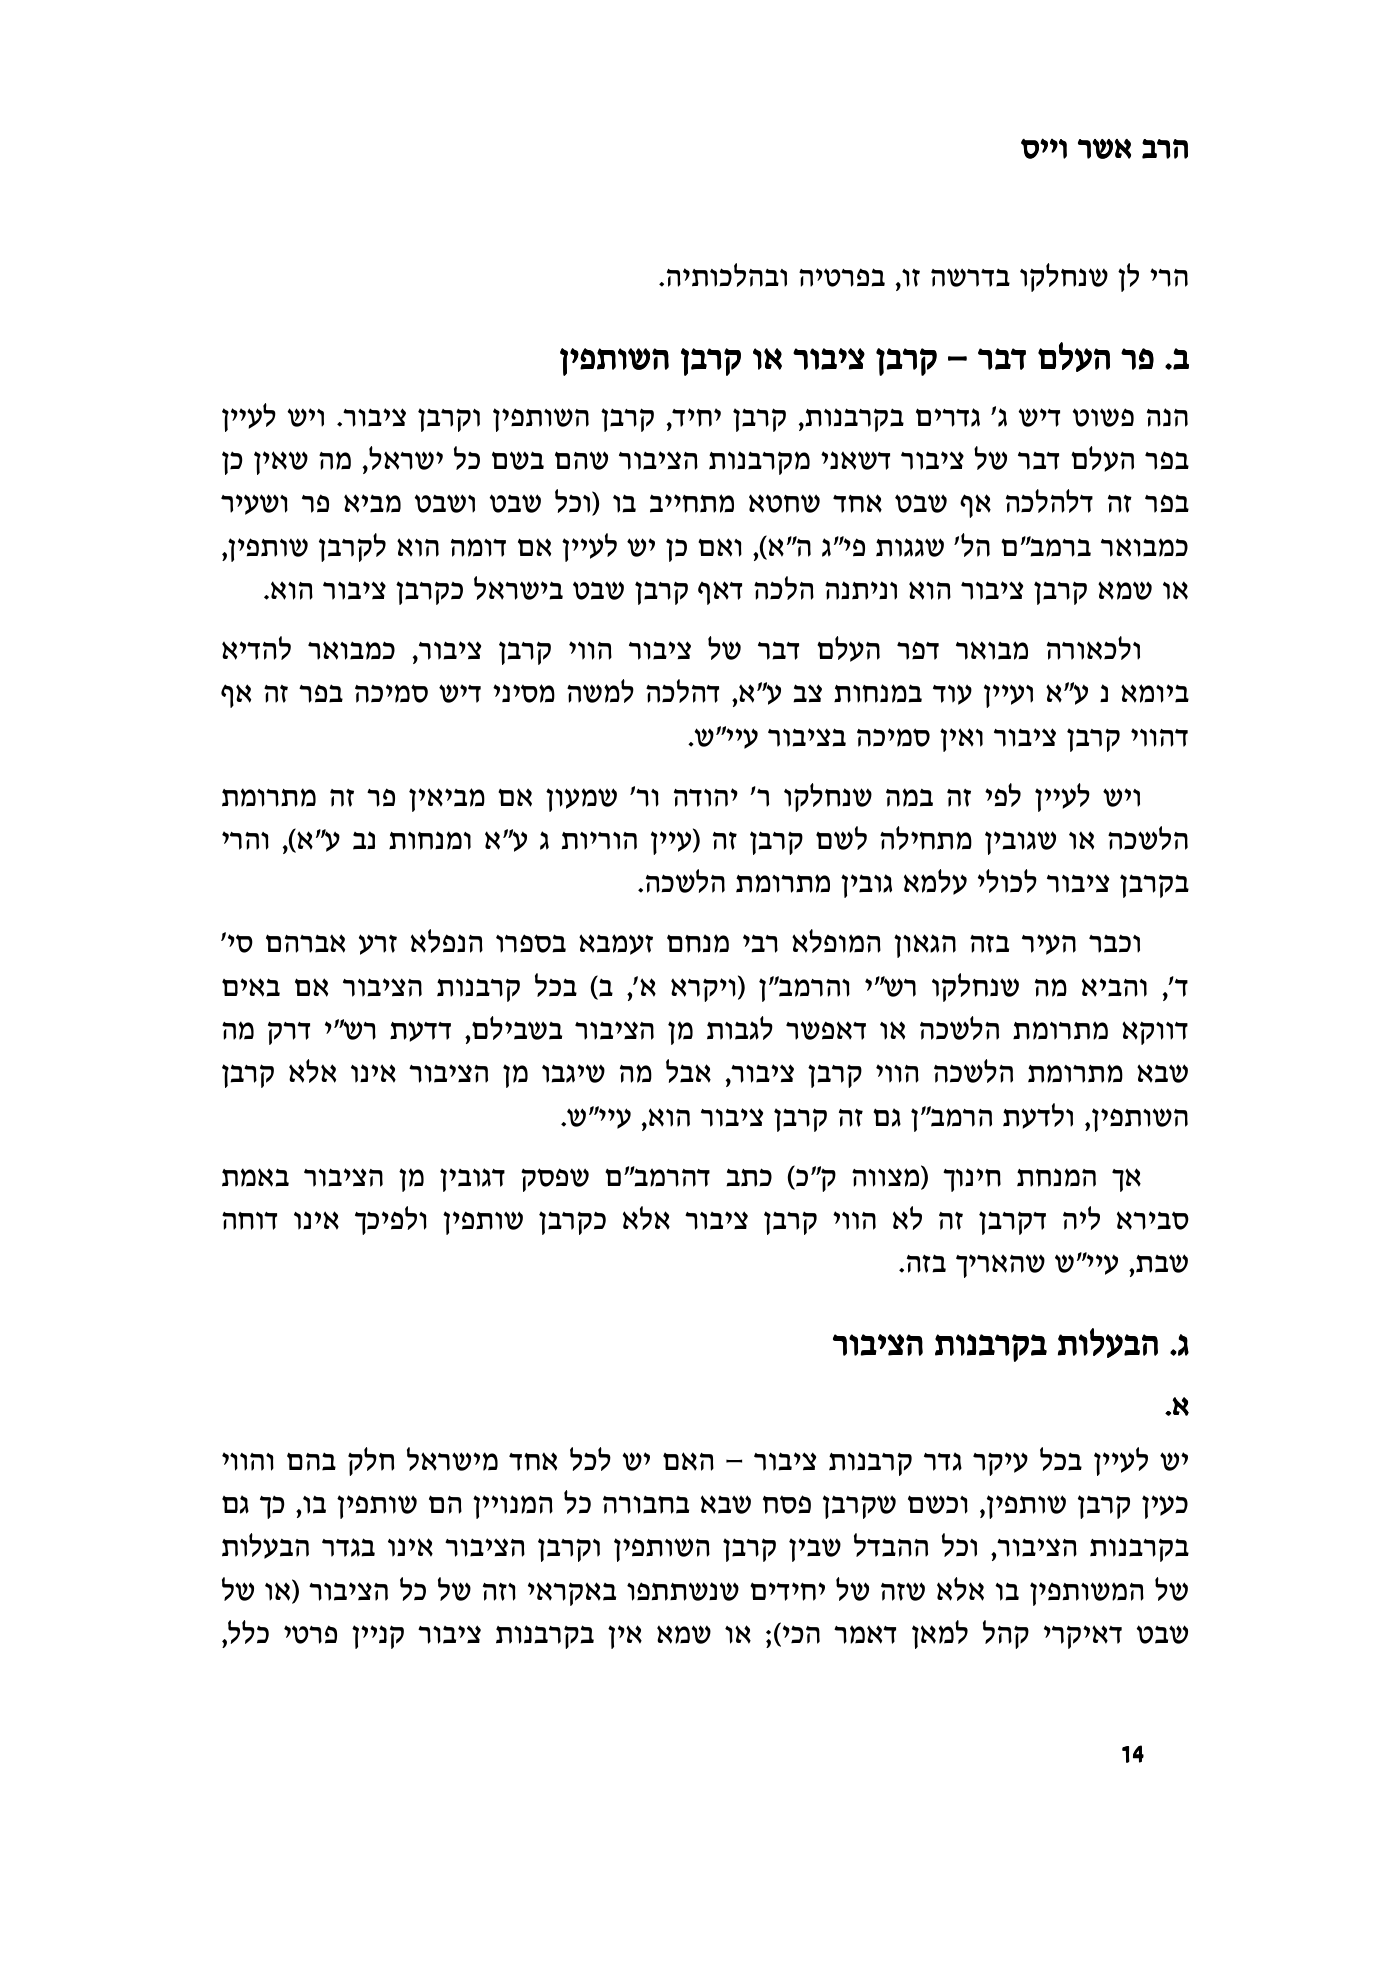 הרב אשר וייס
הרי לן שנחלקו בדרשה זו, בפרטיה ובהלכותיה.
ב. פר העלם דבר – קרבן ציבור או קרבן השותפין
הנה פשוט דיש ג׳ גדרים בקרבנות, קרבן יחיד, קרבן השותפין וקרבן ציבור. ויש לעיין
בפר העלם דבר של ציבור דשאני מקרבנות הציבור שהם בשם כל ישראל, מה שאין כן
בפר זה דלהלכה אף שבט אחד שחטא מתחייב בו (וכל שבט ושבט מביא פר ושעיר
כמבואר ברמב״ם הל׳ שגגות פי״ג ה״א), ואם כן יש לעיין אם דומה הוא לקרבן שותפין,
או שמא קרבן ציבור הוא וניתנה הלכה דאף קרבן שבט בישראל כקרבן ציבור הוא.
ולכאורה מבואר דפר העלם דבר של ציבור הווי קרבן ציבור, כמבואר להדיא
ביומא נ ע״א ועיין עוד במנחות צב ע״א, דהלכה למשה מסיני דיש סמיכה בפר זה אף
דהווי קרבן ציבור ואין סמיכה בציבור עיי״ש.
ויש לעיין לפי זה במה שנחלקו ר׳ יהודה ור׳ שמעון אם מביאין פר זה מתרומת
הלשכה או שגובין מתחילה לשם קרבן זה (עיין הוריות ג ע״א ומנחות נב ע״א), והרי
בקרבן ציבור לכולי עלמא גובין מתרומת הלשכה.
וכבר העיר בזה הגאון המופלא רבי מנחם זעמבא בספרו הנפלא זרע אברהם סי׳
ד׳, והביא מה שנחלקו רש״י והרמב״ן (ויקרא א׳, ב) בכל קרבנות הציבור אם באים
דווקא מתרומת הלשכה או דאפשר לגבות מן הציבור בשבילם, דדעת רש״י דרק מה
שבא מתרומת הלשכה הווי קרבן ציבור, אבל מה שיגבו מן הציבור אינו אלא קרבן
השותפין, ולדעת הרמב״ן גם זה קרבן ציבור הוא, עיי״ש.
אך המנחת חינוך (מצווה ק״כ) כתב דהרמב״ם שפסק דגובין מן הציבור באמת
סבירא ליה דקרבן זה לא הווי קרבן ציבור אלא כקרבן שותפין ולפיכך אינו דוחה
שבת, עיי״ש שהאריך בזה.
ג. הבעלות בקרבנות הציבור
א.
יש לעיין בכל עיקר גדר קרבנות ציבור – האם יש לכל אחד מישראל חלק בהם והווי
כעין קרבן שותפין, וכשם שקרבן פסח שבא בחבורה כל המנויין הם שותפין בו, כך גם
בקרבנות הציבור, וכל ההבדל שבין קרבן השותפין וקרבן הציבור אינו בגדר הבעלות
של המשותפין בו אלא שזה של יחידים שנשתתפו באקראי וזה של כל הציבור (או של
שבט דאיקרי קהל למאן דאמר הכי); או שמא אין בקרבנות ציבור קניין פרטי כלל,
14